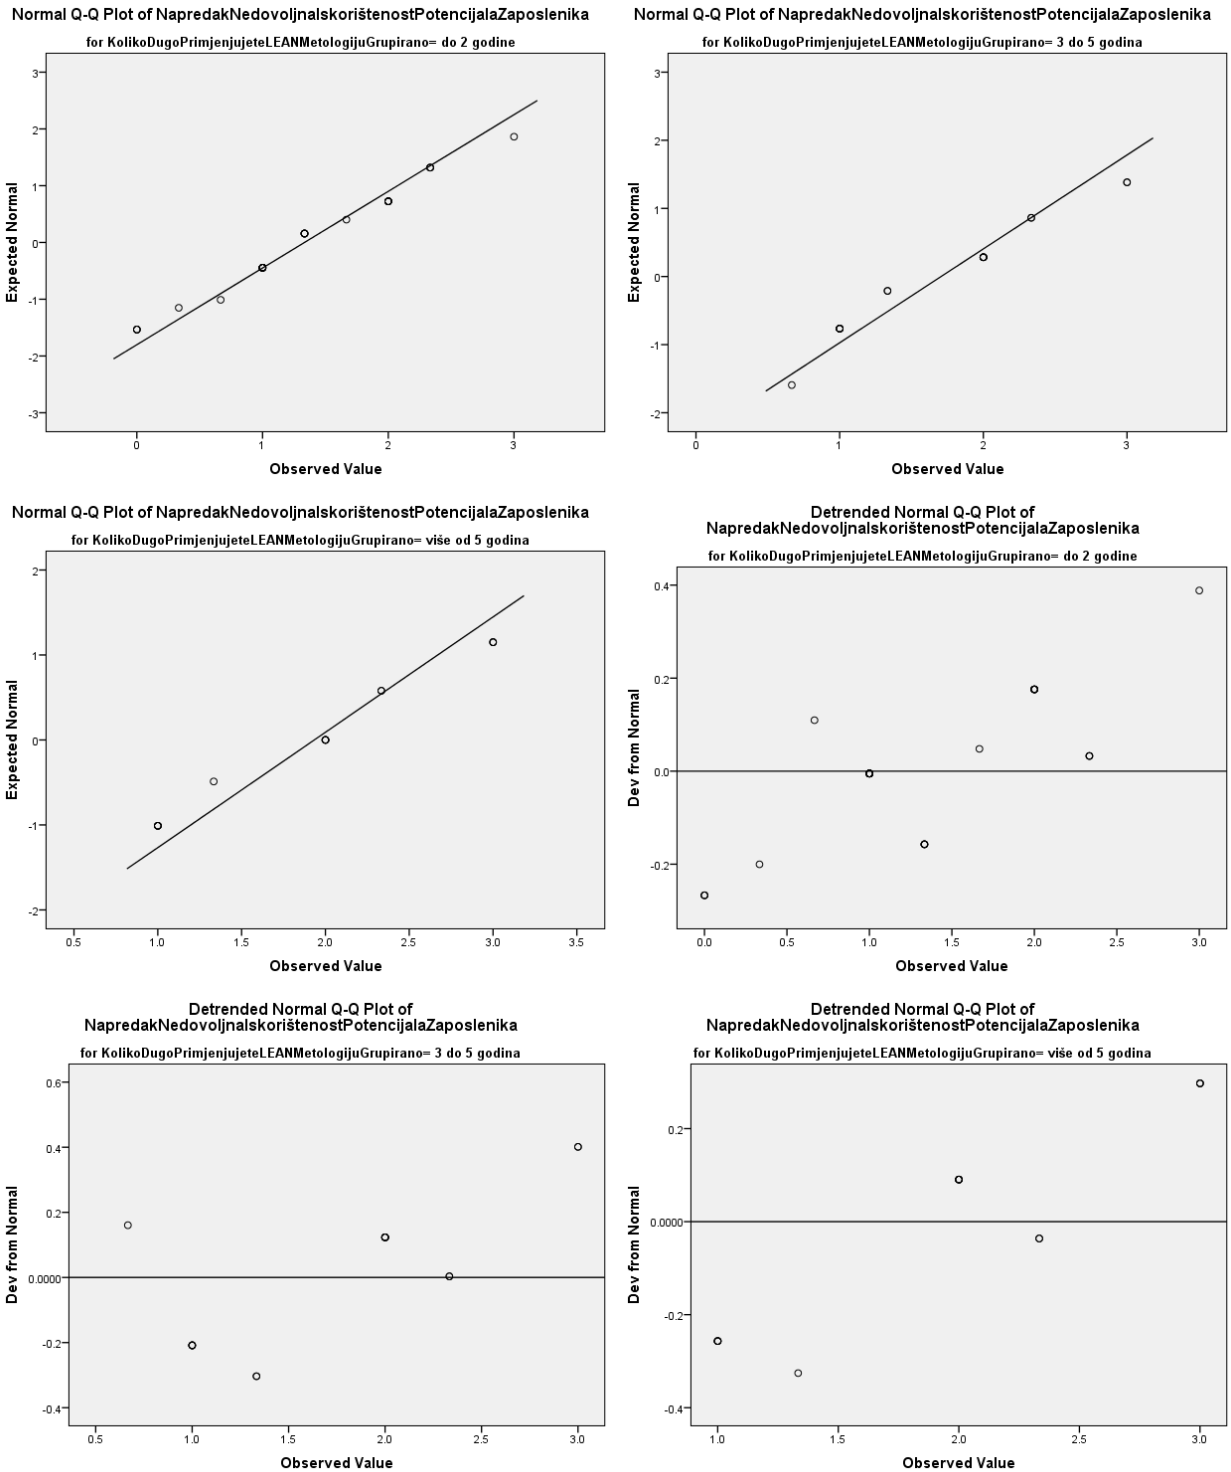 Normal Q-Q Plot of NapredakNedovoljnaIskorištenostPotencijalaZaposlenika
for KolikoDugoPrimjenjujeteLEANMetologijuGrupirano= do 2 godine
3
2
1
0
-1
-2
-3
Expected Normal
0 1 2 3
Observed Value
Normal Q-Q Plot of NapredakNedovoljnaIskorištenostPotencijalaZaposlenika
for KolikoDugoPrimjenjujeteLEANMetologijuGrupirano= 3 do 5 godina
3
2
1
0
-1
-2
Expected Normal
0 1 2 3
Observed Value
Normal Q-Q Plot of NapredakNedovoljnaIskorištenostPotencijalaZaposlenika
for KolikoDugoPrimjenjujeteLEANMetologijuGrupirano= više od 5 godina
2
1
0
-1
-2
Expected Normal
0.5 1.0 1.5 2.0 2.5 3.0 3.5
Observed Value
Detrended Normal Q-Q Plot of
NapredakNedovoljnaIskorištenostPotencijalaZaposlenika
for KolikoDugoPrimjenjujeteLEANMetologijuGrupirano= do 2 godine
0.4
0.2
0.0
-0.2
Dev from Normal
0.0 0.5 1.0 1.5 2.0 2.5 3.0
Observed Value
Detrended Normal Q-Q Plot of
NapredakNedovoljnaIskorištenostPotencijalaZaposlenika
for KolikoDugoPrimjenjujeteLEANMetologijuGrupirano= 3 do 5 godina
0.6
0.4
0.2
0.0000
-0.2
-0.4
Dev from Normal
0.5 1.0 1.5 2.0 2.5 3.0
Observed Value
Detrended Normal Q-Q Plot of
NapredakNedovoljnaIskorištenostPotencijalaZaposlenika
for KolikoDugoPrimjenjujeteLEANMetologijuGrupirano= više od 5 godina
0.2
0.0000
-0.2
-0.4
Dev from Normal
1.0 1.5 2.0 2.5 3.0
Observed Value